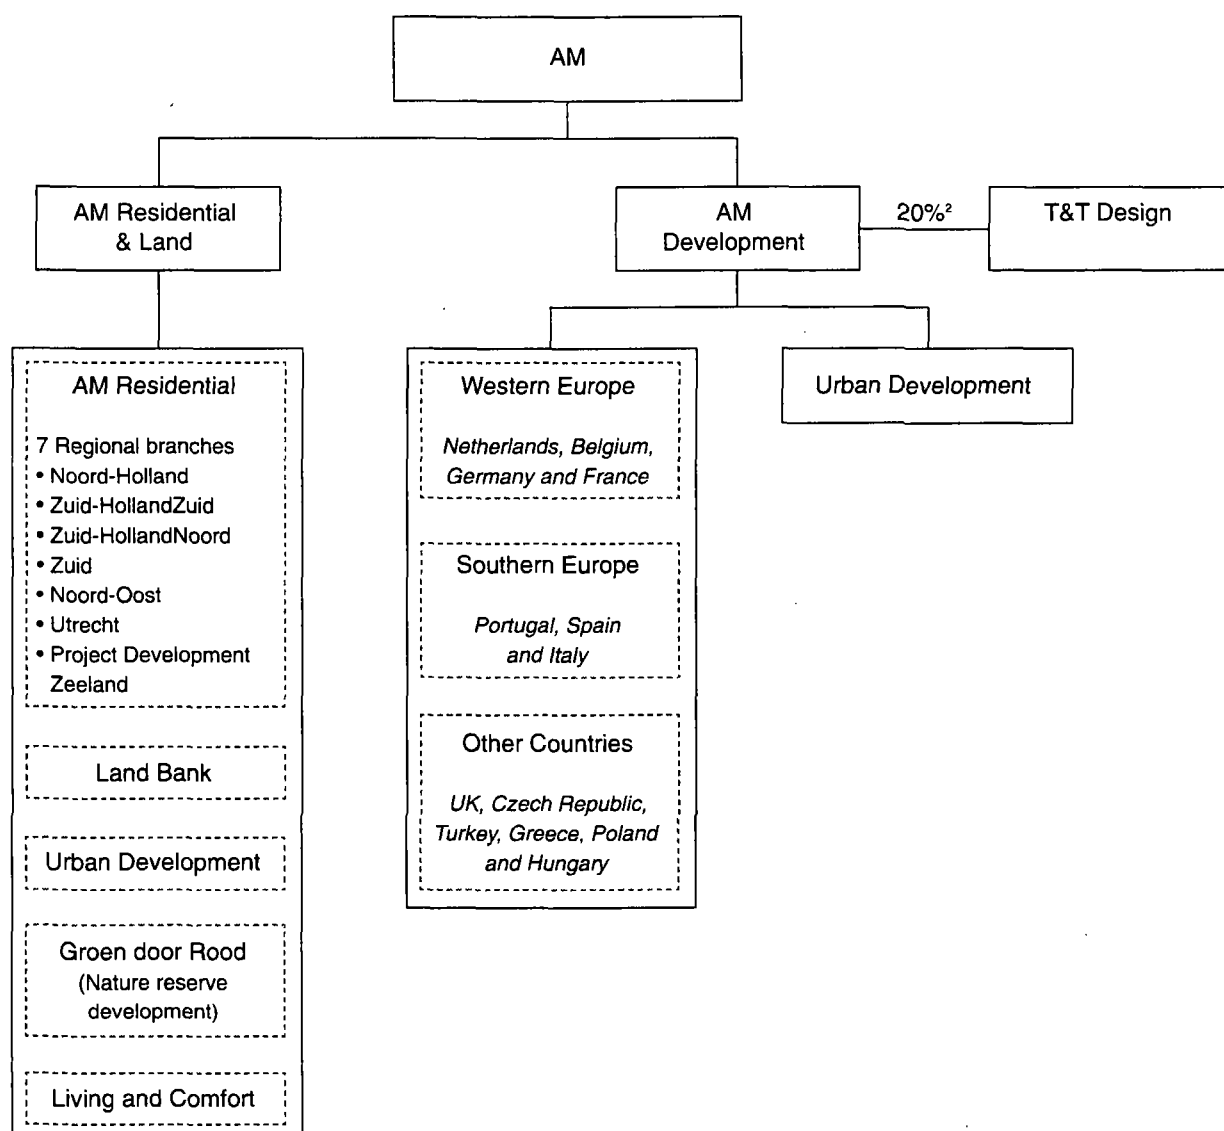 AM
AM Residential
& Land
AM
Development
20%²
T&T Design
AM Residential
7 Regional branches
• Noord-Holland
• Zuid-HollandZuid
• Zuid-HollandNoord
• Zuid
• Noord-Oost
• Utrecht
• Project Development
Zeeland
Land Bank
Urban Development
Groen door Rood
(Nature reserve
development)
Living and Comfort
Western Europe
Netherlands, Belgium,
Germany and France
Southern Europe
Portugal, Spain
and Italy
Other Countries
UK, Czech Republic,
Turkey, Greece, Poland
and Hungary
Urban Development